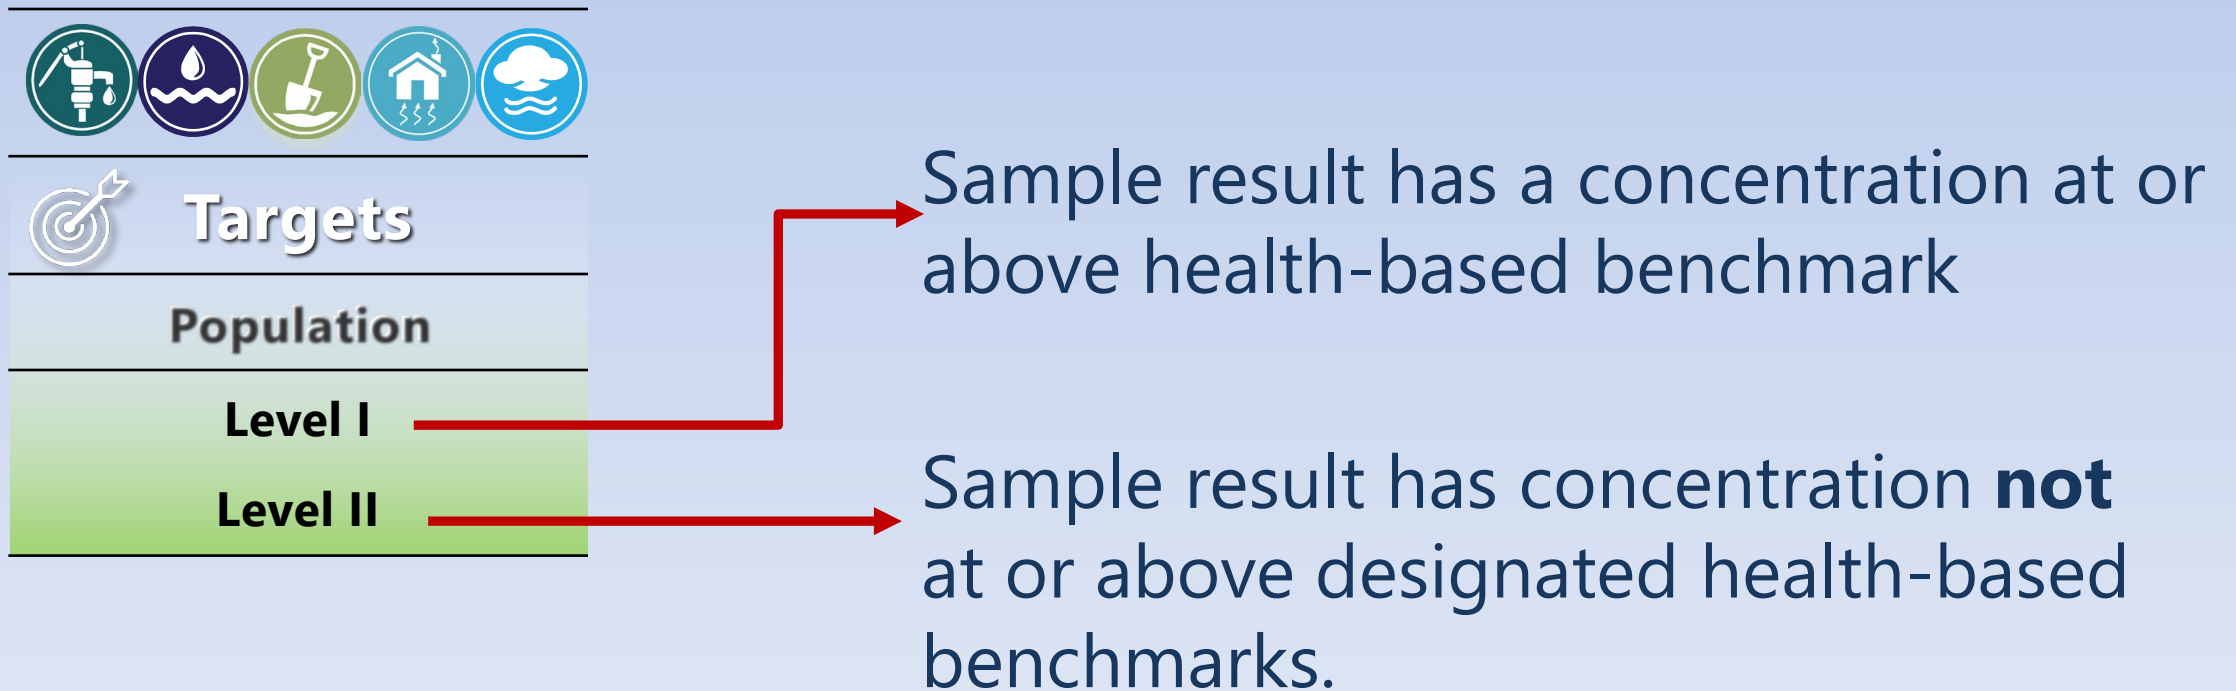 Targets
Population
Level I
Level II
Sample result has a concentration at or
above health-based benchmark
Sample result has concentration not
at or above designated health-based
benchmarks.